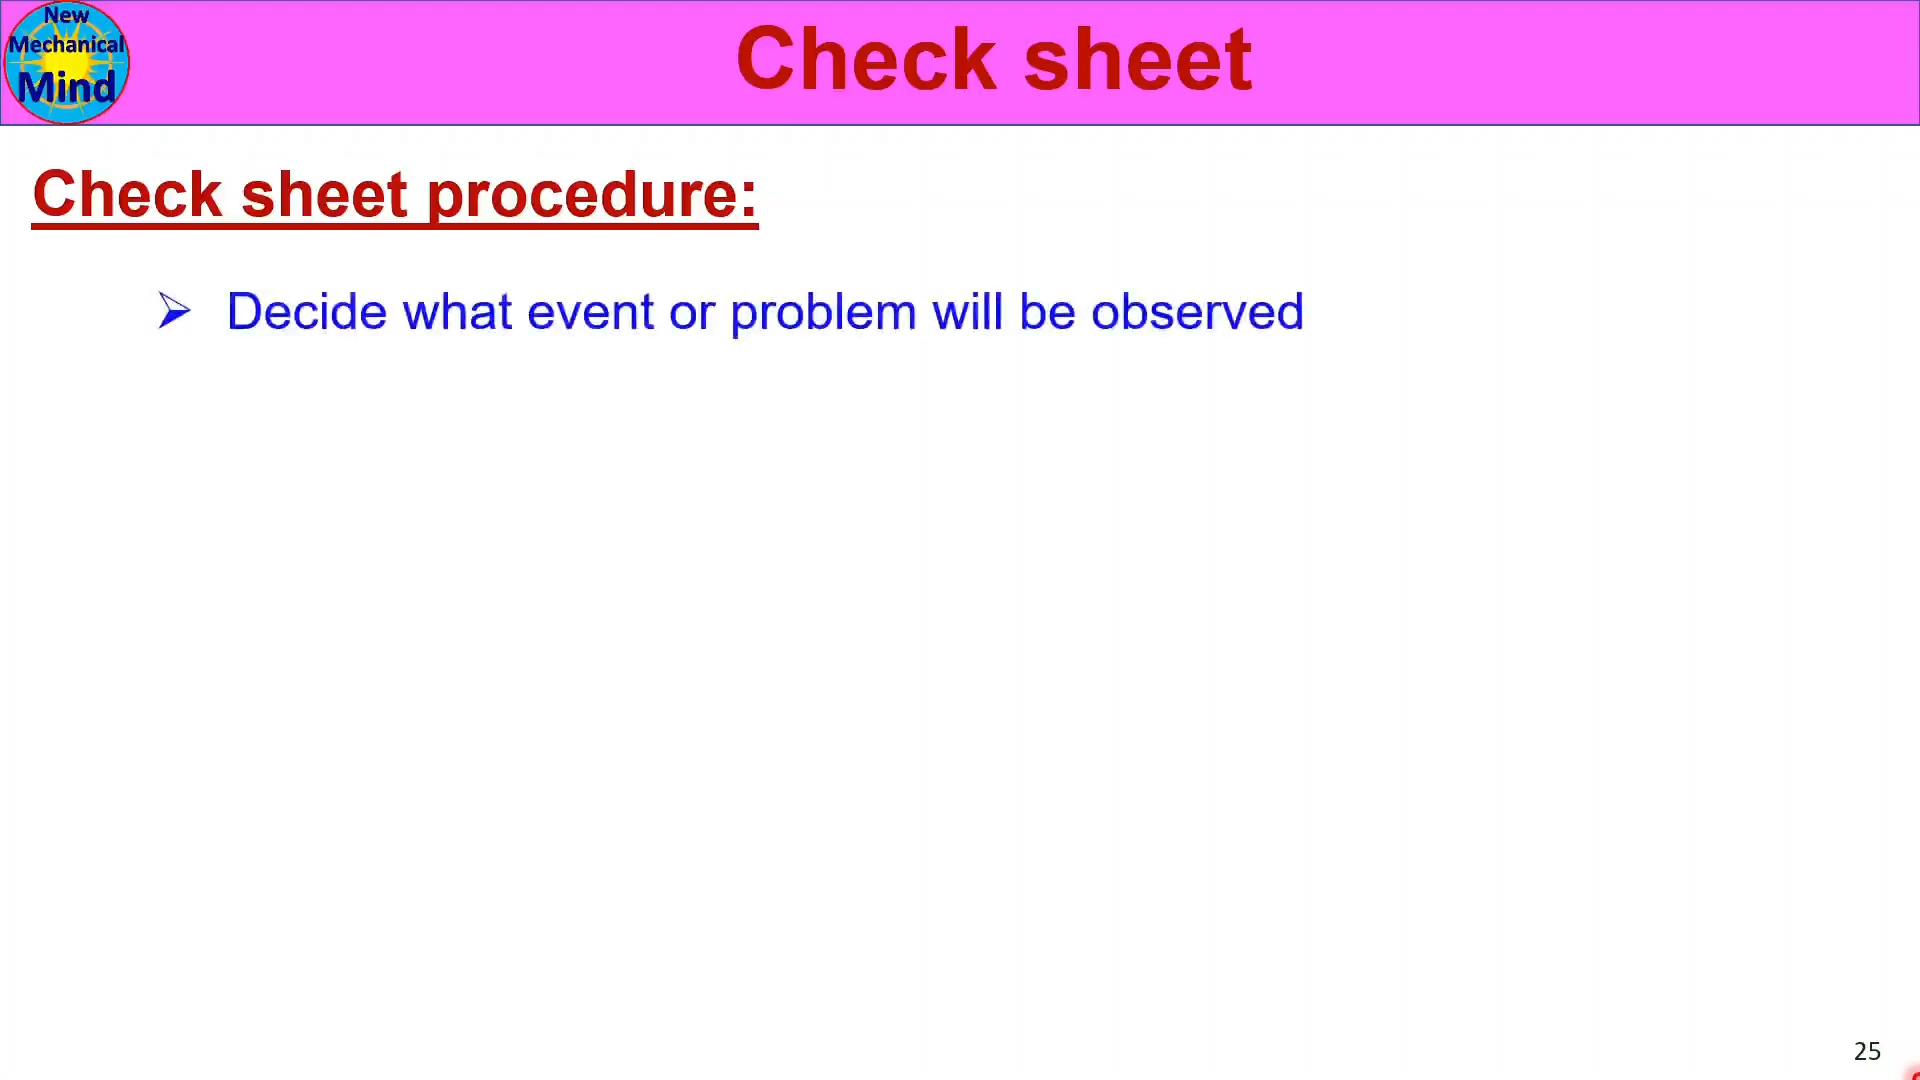 New
Mechanical
Mind
Check sheet
Check sheet procedure:
➢ Decide what event or problem will be observed
25